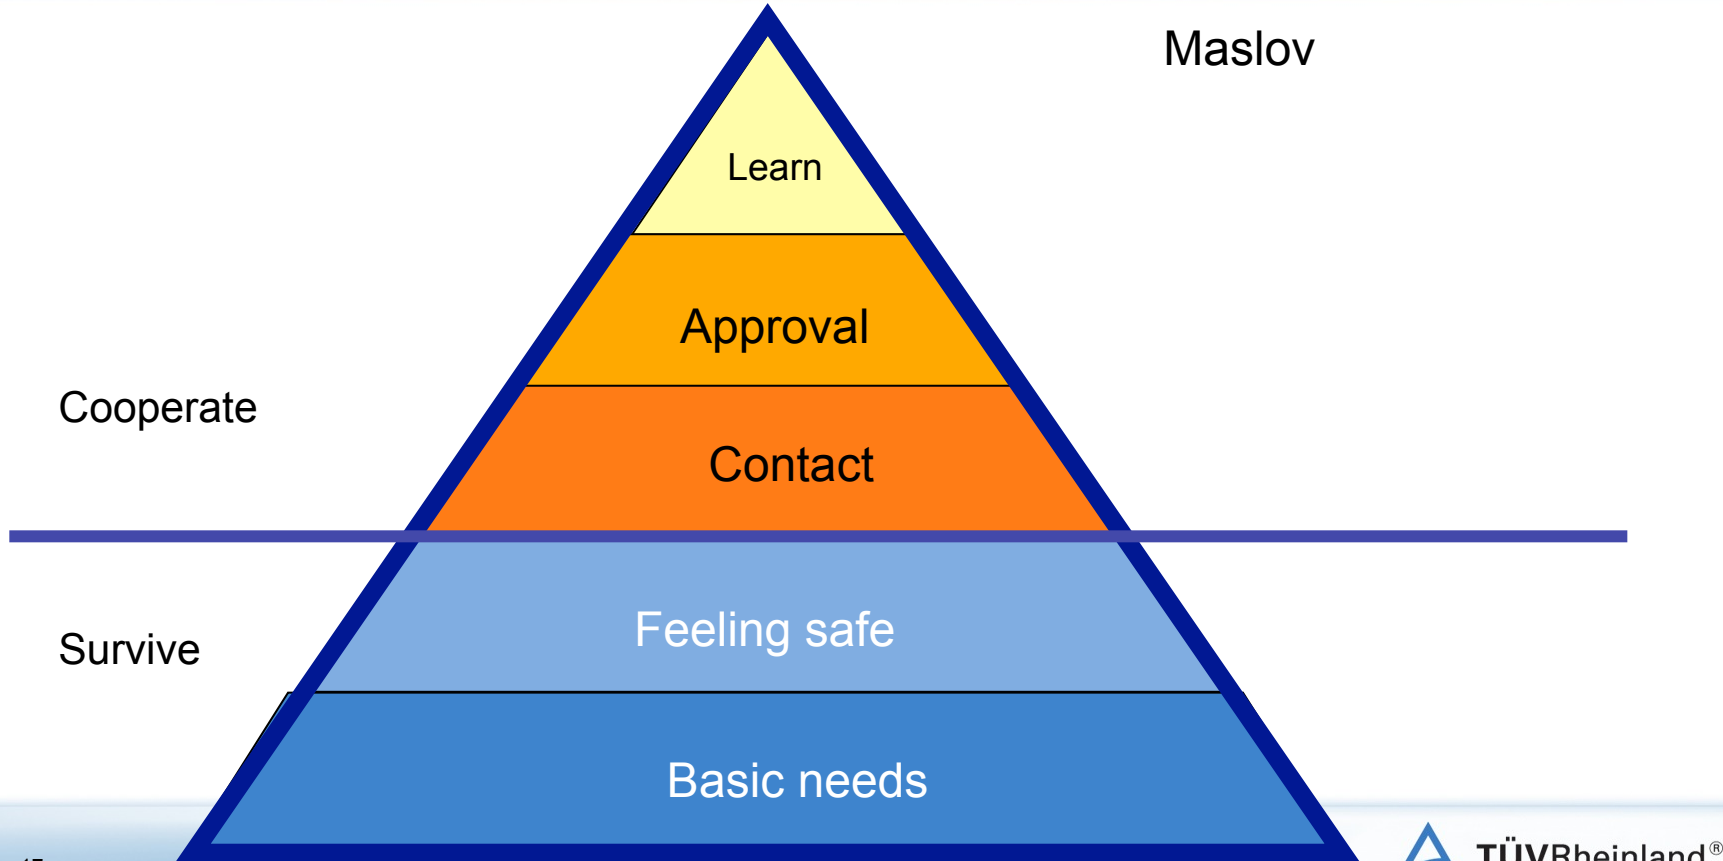 Maslov
Learn
Approval
Cooperate
Contact
Feeling safe
Survive
Basic needs
TÜVRheinland®